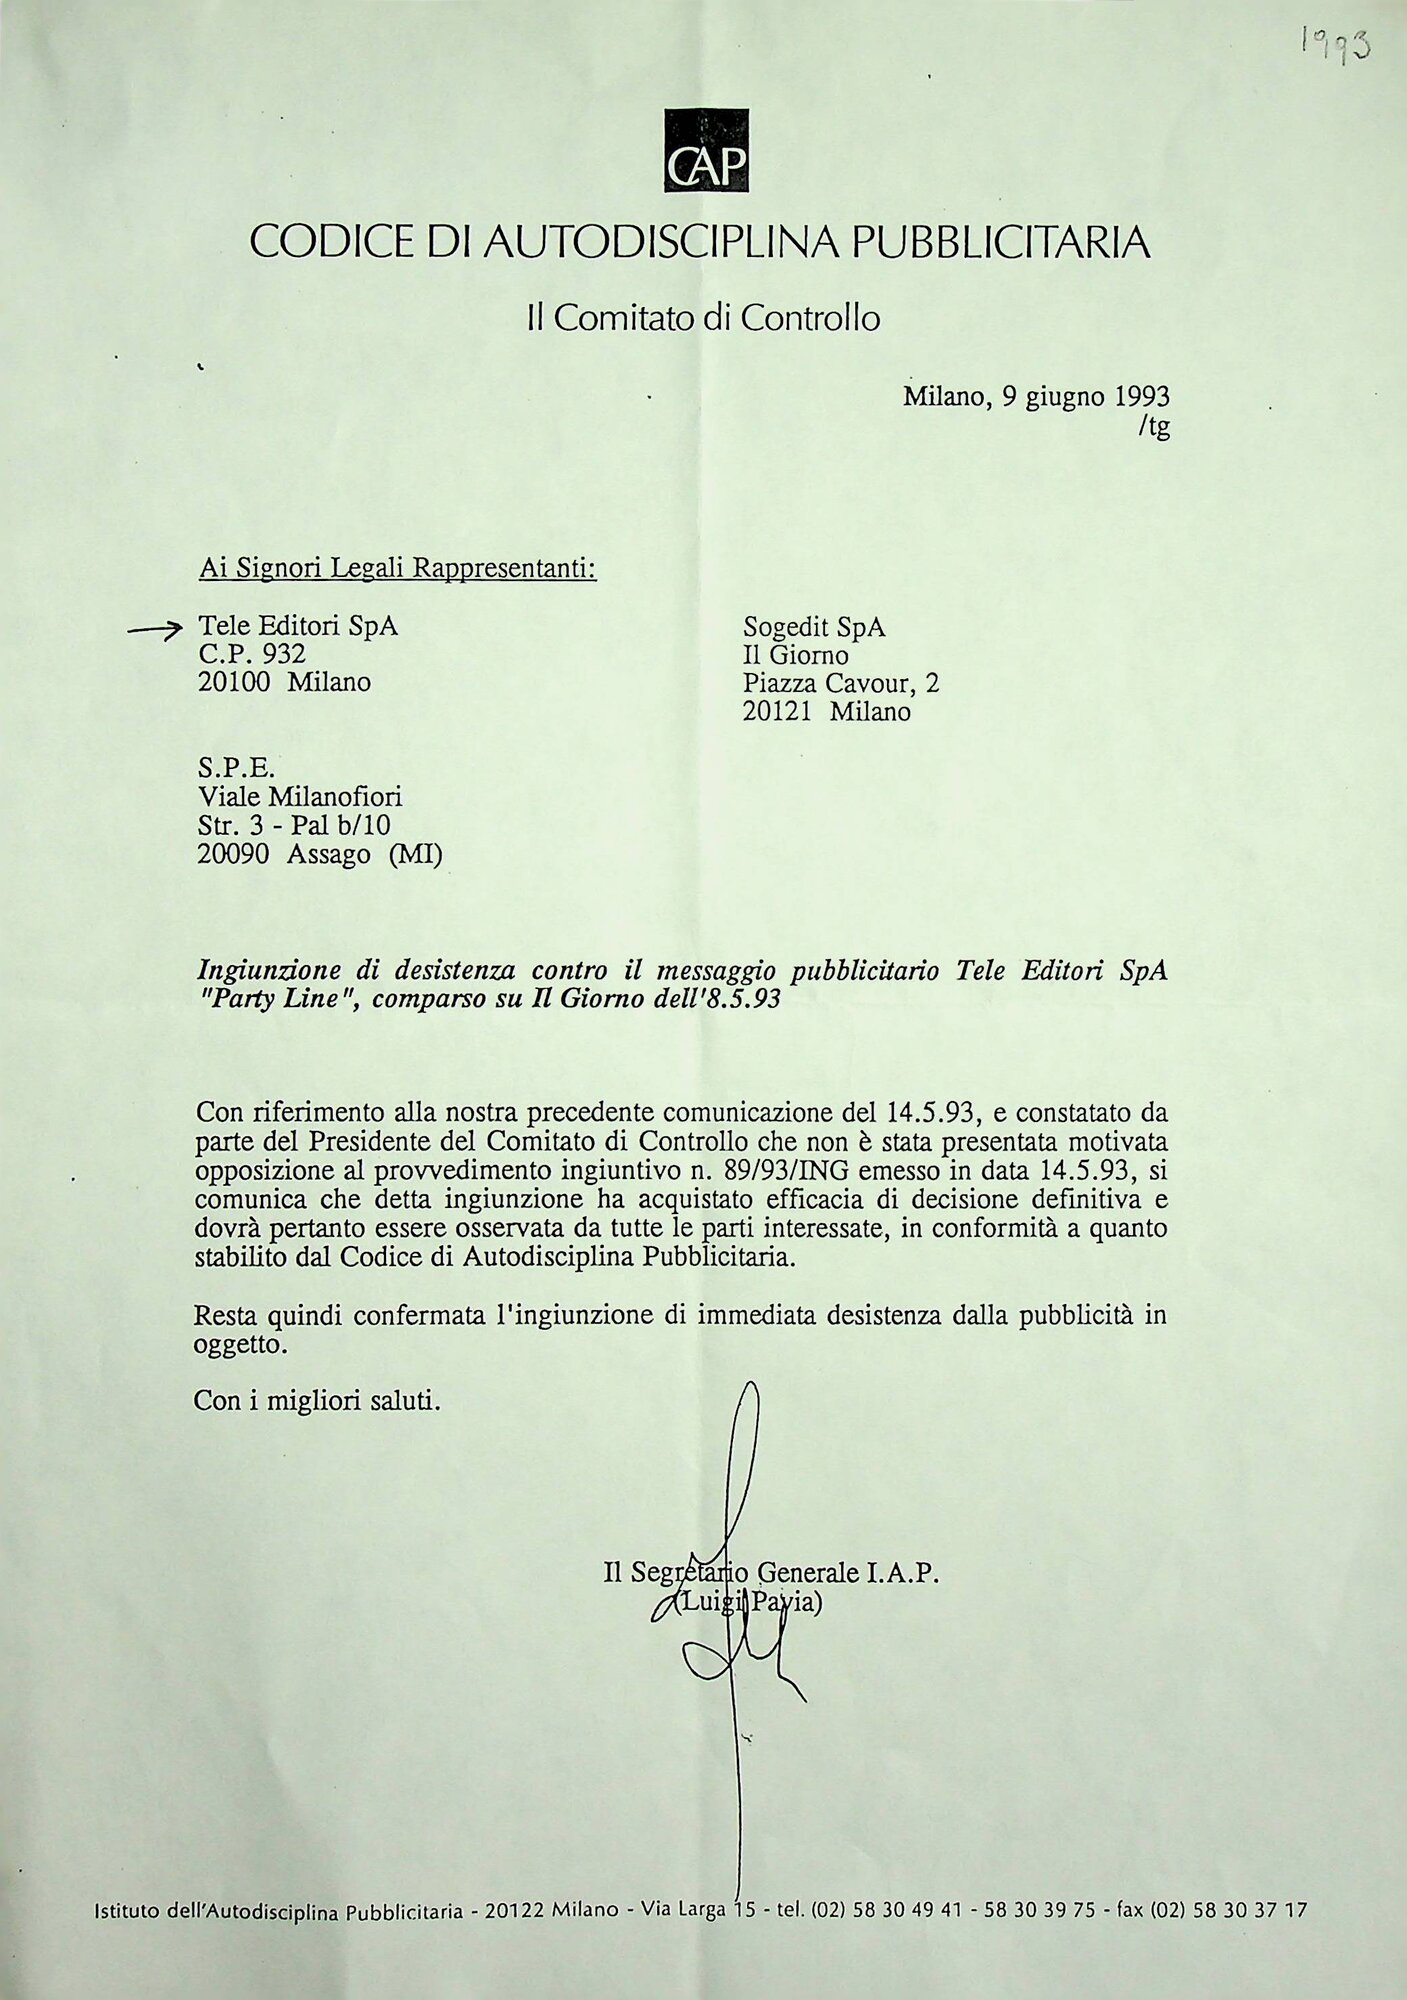 1993
CAP
CODICE DI AUTODISCIPLINA PUBBLICITARIA
Il Comitato di Controllo
Milano, 9 giugno 1993
/tg
Ai Signori Legali Rappresentanti:
→ Tele Editori SpA
C.P. 932
20100 Milano
Sogedit SpA
Il Giorno
Piazza Cavour, 2
20121 Milano
S.P.E.
Viale Milanofiori
Str. 3 - Pal b/10
20090 Assago (MI)
Ingiunzione di desistenza contro il messaggio pubblicitario Tele Editori SpA
"Party Line", comparso su Il Giorno dell'8.5.93
Con riferimento alla nostra precedente comunicazione del 14.5.93, e constatato da
parte del Presidente del Comitato di Controllo che non è stata presentata motivata
opposizione al provvedimento ingiuntivo n. 89/93/ING emesso in data 14.5.93, si
comunica che detta ingiunzione ha acquistato efficacia di decisione definitiva e
dovrà pertanto essere osservata da tutte le parti interessate, in conformità a quanto
stabilito dal Codice di Autodisciplina Pubblicitaria.
Resta quindi confermata l'ingiunzione di immediata desistenza dalla pubblicità in
oggetto.
Con i migliori saluti.
Il Segretario Generale I.A.P.
(Luigi Pavia)
Istituto dell'Autodisciplina Pubblicitaria - 20122 Milano - Via Larga 15 - tel. (02) 58 30 49 41 - 58 30 39 75 - fax (02) 58 30 37 17